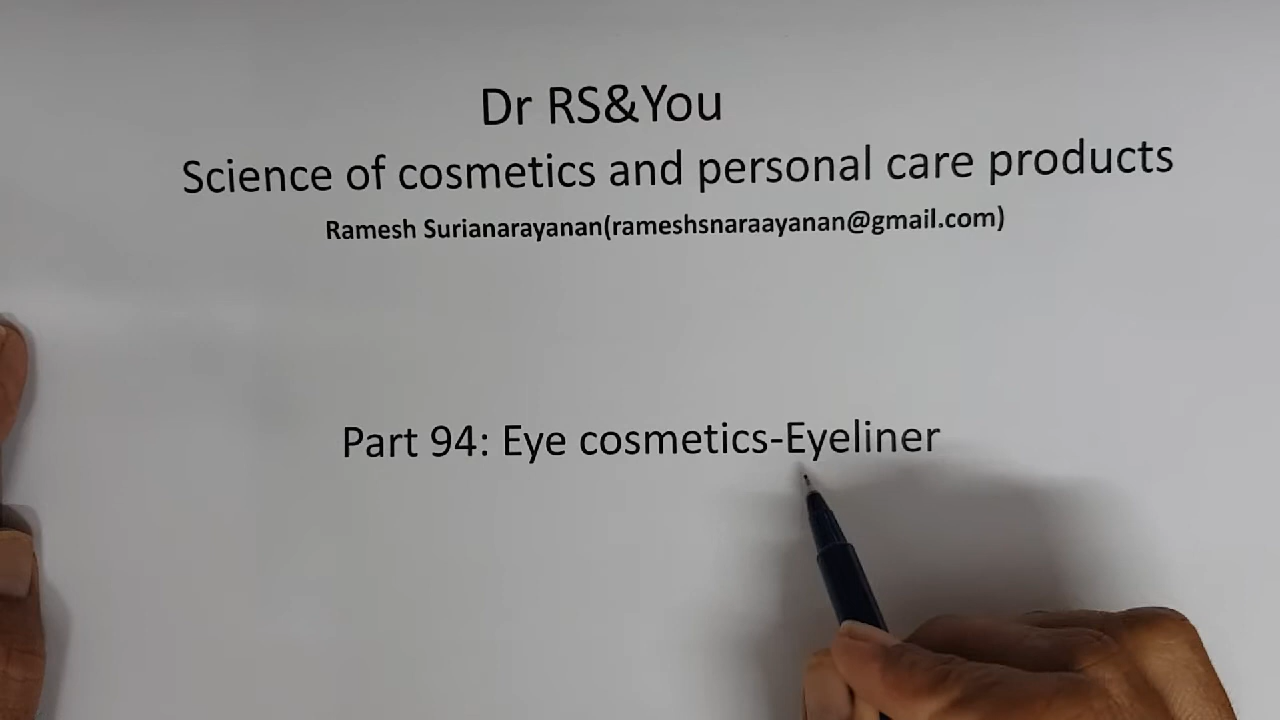 Dr RS&You
Science of cosmetics and personal care products
Ramesh Surianarayanan(rameshsnaraayanan@gmail.com)
Part 94: Eye cosmetics-Eyeliner